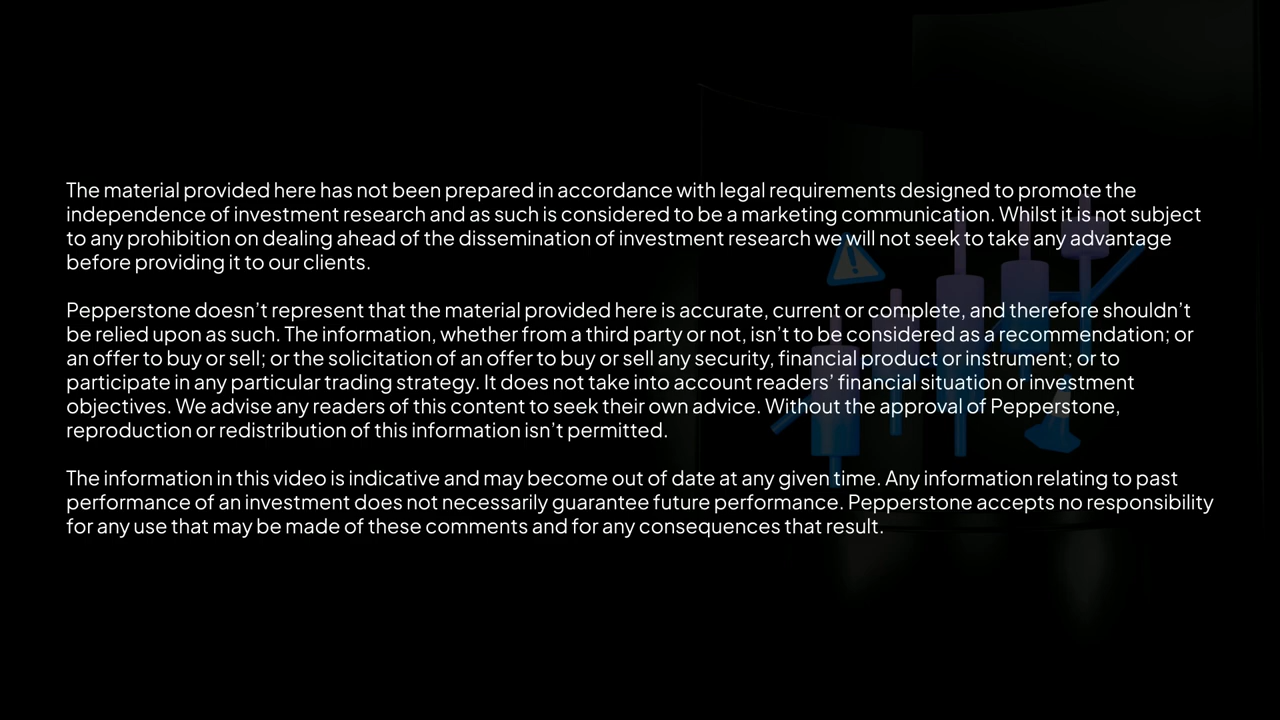 The material provided here has not been prepared in accordance with legal requirements designed to promote the
independence of investment research and as such is considered to be a marketing communication. Whilst it is not subject
to any prohibition on dealing ahead of the dissemination of investment research we will not seek to take any advantage
before providing it to our clients.
Pepperstone doesn’t represent that the material provided here is accurate, current or complete, and therefore shouldn’t
be relied upon as such. The information, whether from a third party or not, isn’t to be considered as a recommendation; or
an offer to buy or sell; or the solicitation of an offer to buy or sell any security, financial product or instrument; or to
participate in any particular trading strategy. It does not take into account readers’ financial situation or investment
objectives. We advise any readers of this content to seek their own advice. Without the approval of Pepperstone,
reproduction or redistribution of this information isn’t permitted.
The information in this video is indicative and may become out of date at any given time. Any information relating to past
performance of an investment does not necessarily guarantee future performance. Pepperstone accepts no responsibility
for any use that may be made of these comments and for any consequences that result.